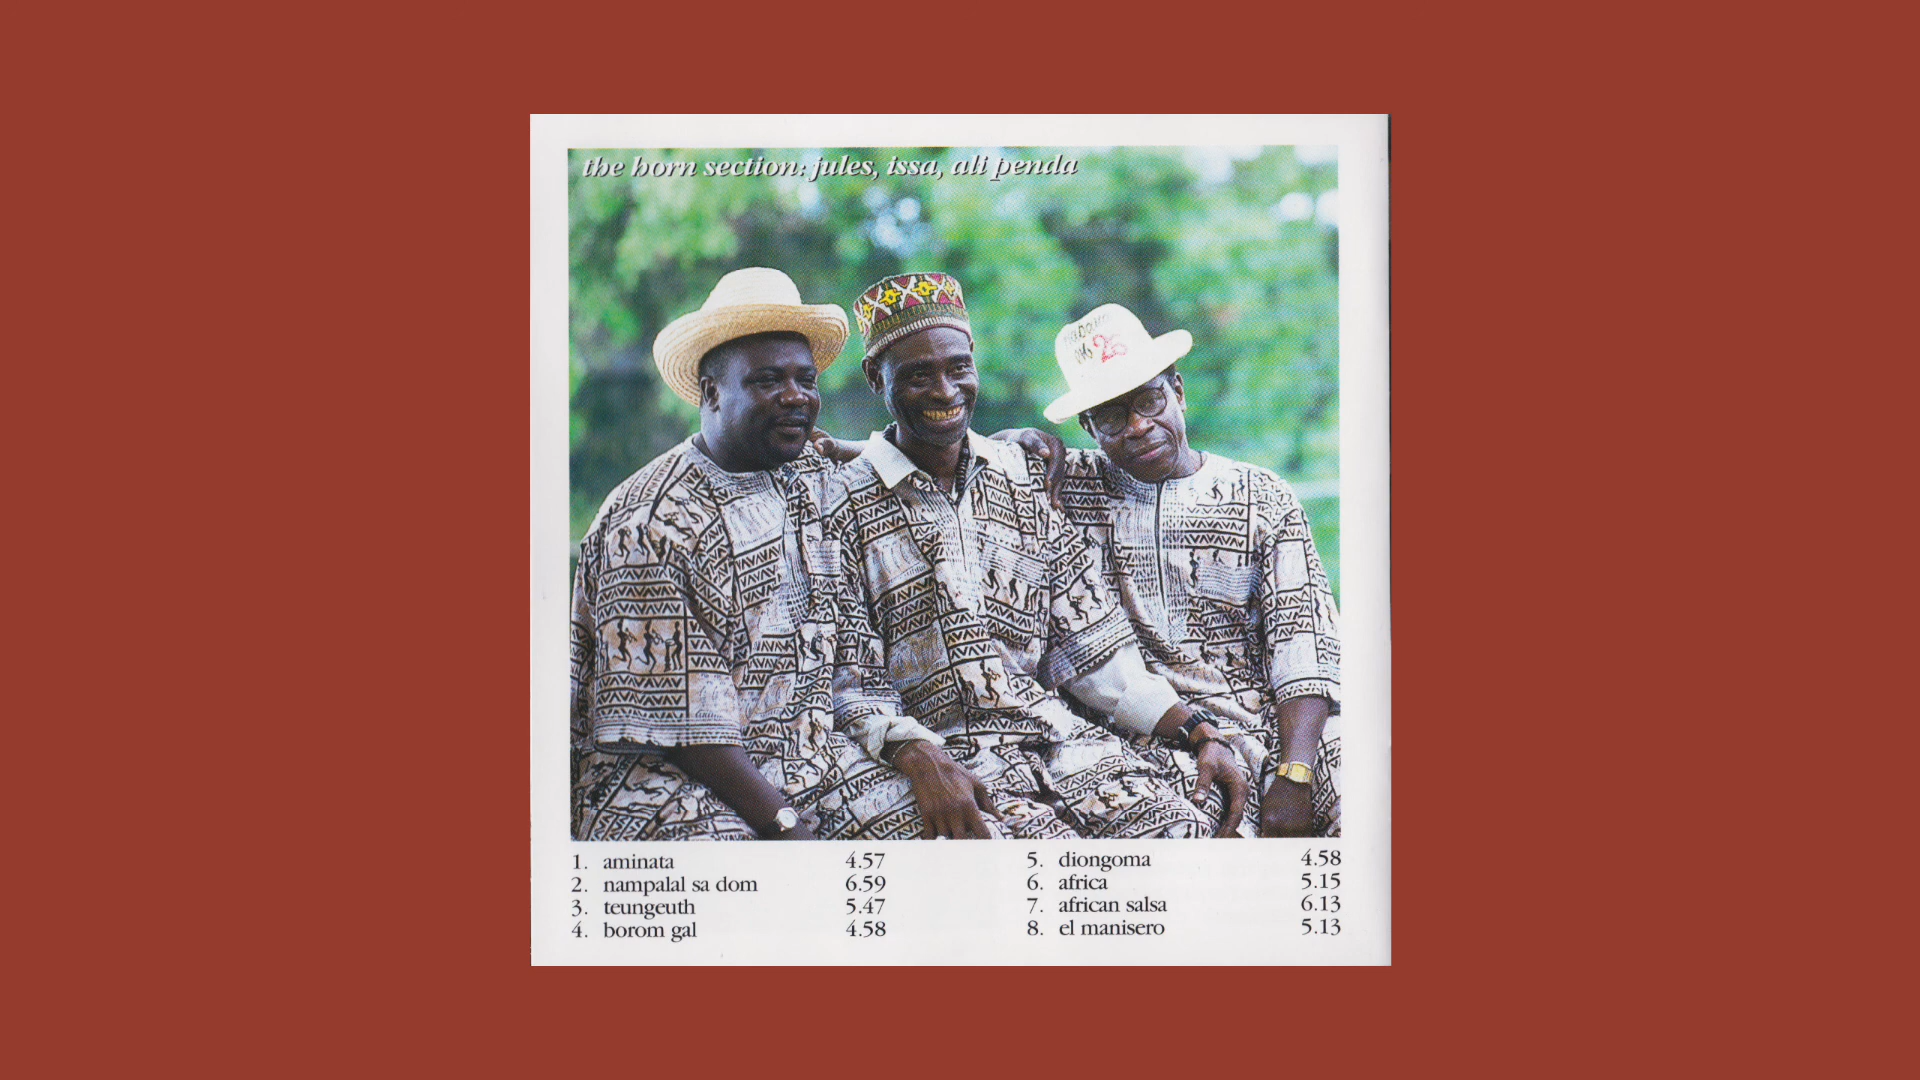 the horn section: jules, issa, ali penda
26
1. aminata 4.57
2. nampalal sa dom 6.59
3. teungeuth 5.47
4. borom gal 4.58
5. diongoma 4.58
6. africa 5.15
7. african salsa 6.13
8. el manisero 5.13